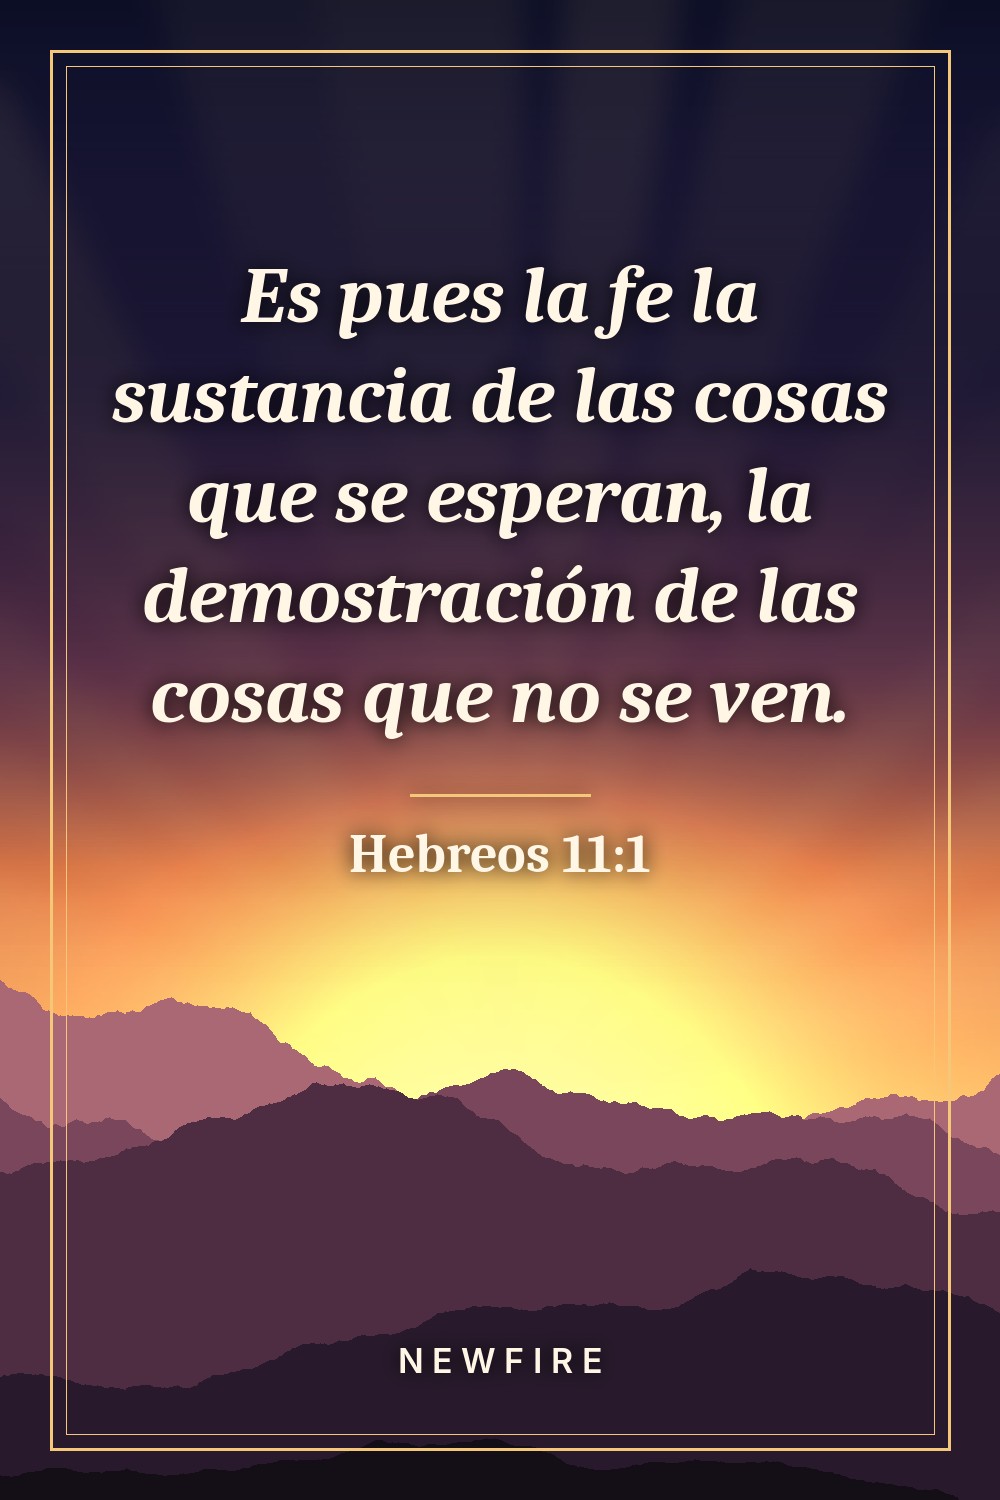 Es pues la fe la
sustancia de las cosas
que se esperan, la
demostración de las
cosas que no se ven.
Hebreos 11:1
NEWFIRE